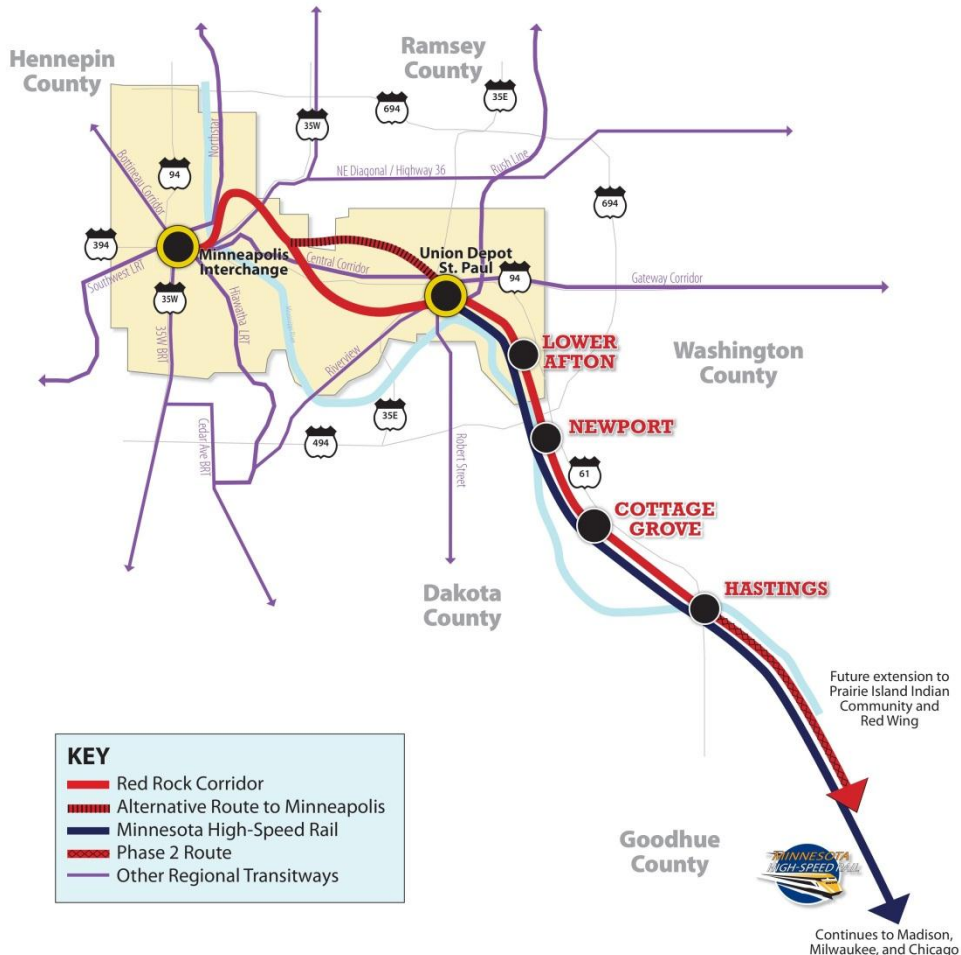 Hennepin
County
Ramsey
County
694
35E
35W
94
Northstar
Bottineau Corridor
Rush Line
NE Diagonal / Highway 36
694
394
Minneapolis
Interchange
Central Corridor
Union Depot
St. Paul
94
Gateway Corridor
Southwest LRT
35W
Hiawatha LRT
35W BRT
Riverview
LOWER
AFTON
Washington
County
35E
494
NEWPORT
Cedar Ave BRT
Robert Street
61
COTTAGE
GROVE
Dakota
County
HASTINGS
Future extension to
Prairie Island Indian
Community and
Red Wing
KEY
Red Rock Corridor
Alternative Route to Minneapolis
Minnesota High-Speed Rail
Phase 2 Route
Other Regional Transitways
Goodhue
County
MINNESOTA
HIGH-SPEED RAIL
Continues to Madison,
Milwaukee, and Chicago